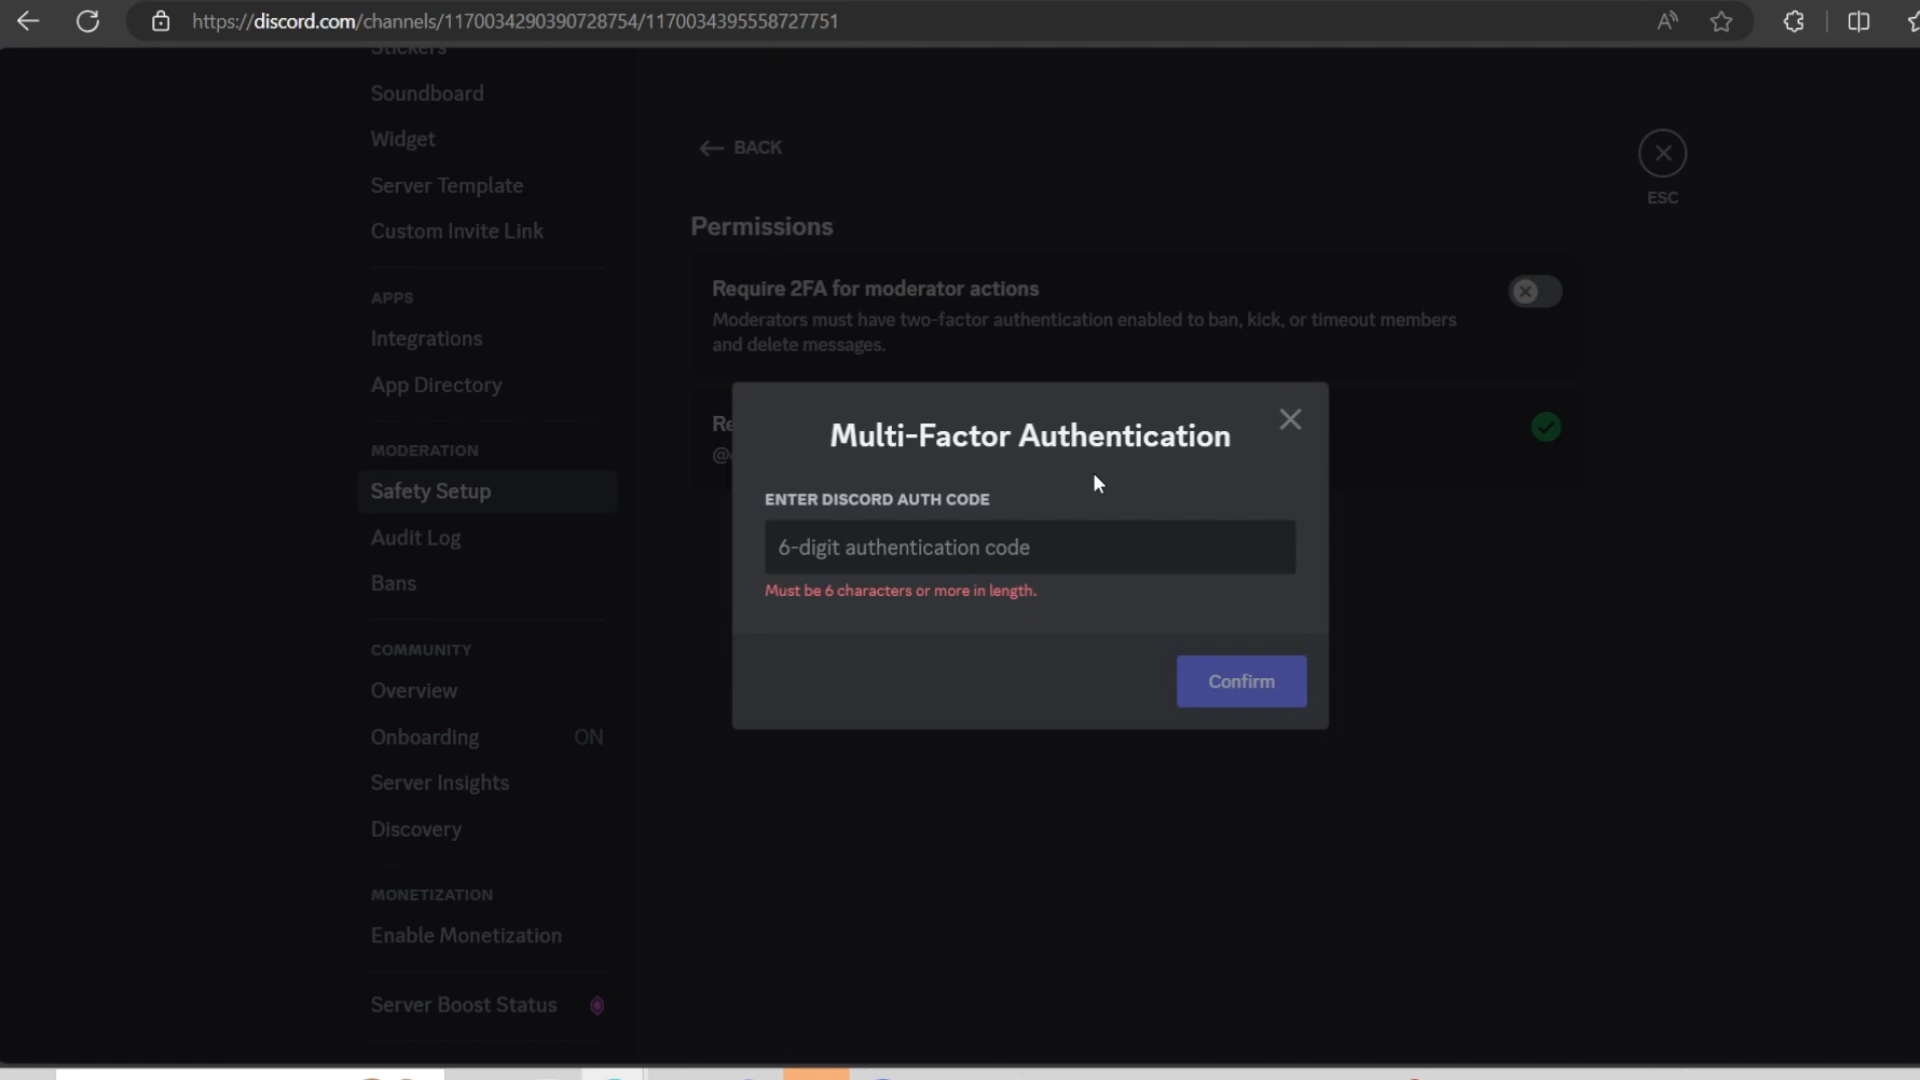 https://discord.com/channels/1170034290390728754/1170034395558727751
Stickers
Soundboard
Widget
Server Template
Custom Invite Link
APPS
Integrations
App Directory
MODERATION
Safety Setup
Audit Log
Bans
COMMUNITY
Overview
Onboarding ON
Server Insights
Discovery
MONETIZATION
Enable Monetization
Server Boost Status
BACK
ESC
Permissions
Require 2FA for moderator actions
Moderators must have two-factor authentication enabled to ban, kick, or timeout members
and delete messages.
Re
@
Multi-Factor Authentication
ENTER DISCORD AUTH CODE
6-digit authentication code
Must be 6 characters or more in length.
Confirm